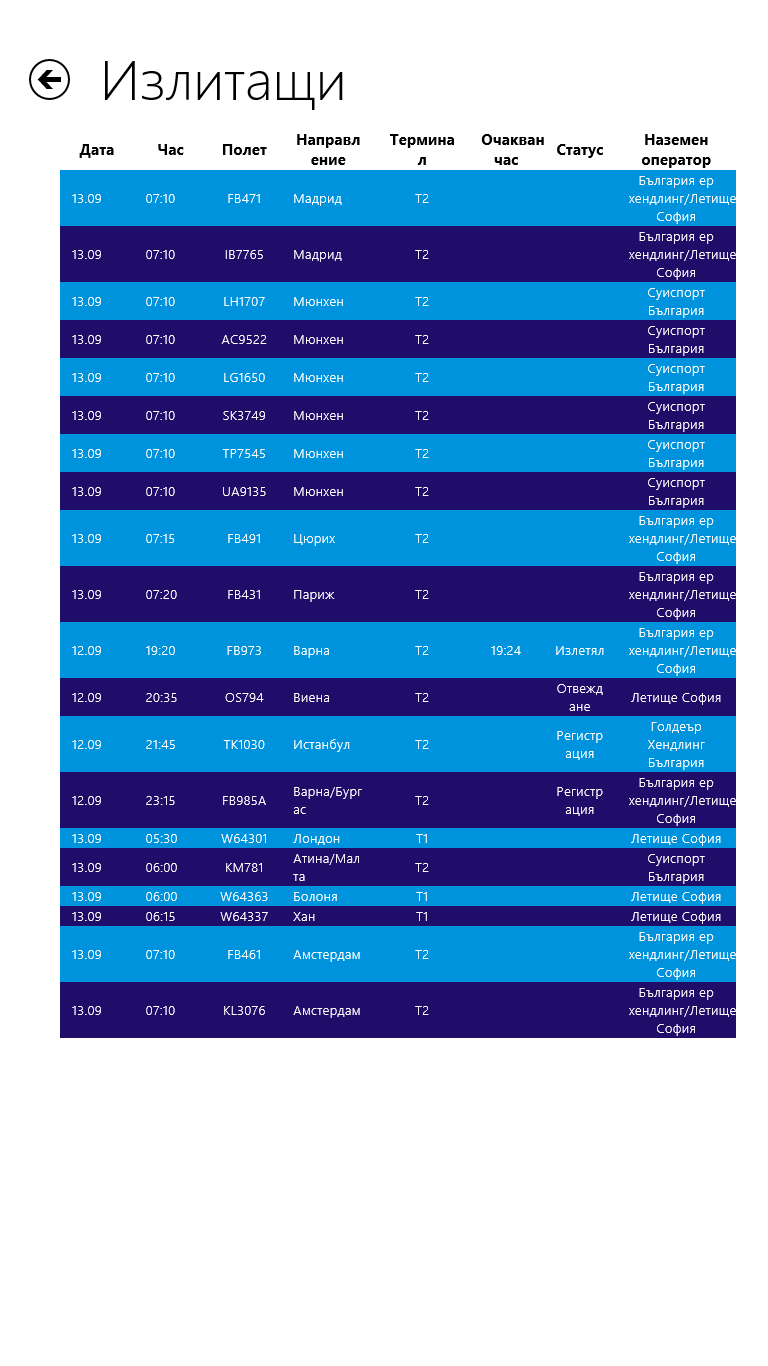 Излитащи
Дата Час Полет Направление Терминал Очакван час Статус Наземен оператор
13.09 07:10 FB471 Мадрид T2 България ер хендлинг/Летище София
13.09 07:10 IB7765 Мадрид T2 България ер хендлинг/Летище София
13.09 07:10 LH1707 Мюнхен T2 Суиспорт България
13.09 07:10 AC9522 Мюнхен T2 Суиспорт България
13.09 07:10 LG1650 Мюнхен T2 Суиспорт България
13.09 07:10 SK3749 Мюнхен T2 Суиспорт България
13.09 07:10 TP7545 Мюнхен T2 Суиспорт България
13.09 07:10 UA9135 Мюнхен T2 Суиспорт България
13.09 07:15 FB491 Цюрих T2 България ер хендлинг/Летище София
13.09 07:20 FB431 Париж T2 България ер хендлинг/Летище София
12.09 19:20 FB973 Варна T2 19:24 Излетял България ер хендлинг/Летище София
12.09 20:35 OS794 Виена T2 Отвеждане Летище София
12.09 21:45 TK1030 Истанбул T2 Регистрация Голдеър Хендлинг България
12.09 23:15 FB985A Варна/Бургас T2 Регистрация България ер хендлинг/Летище София
13.09 05:30 W64301 Лондон T1 Летище София
13.09 06:00 KM781 Атина/Малта T2 Суиспорт България
13.09 06:00 W64363 Болоня T1 Летище София
13.09 06:15 W64337 Хан T1 Летище София
13.09 07:10 FB461 Амстердам T2 България ер хендлинг/Летище София
13.09 07:10 KL3076 Амстердам T2 България ер хендлинг/Летище София